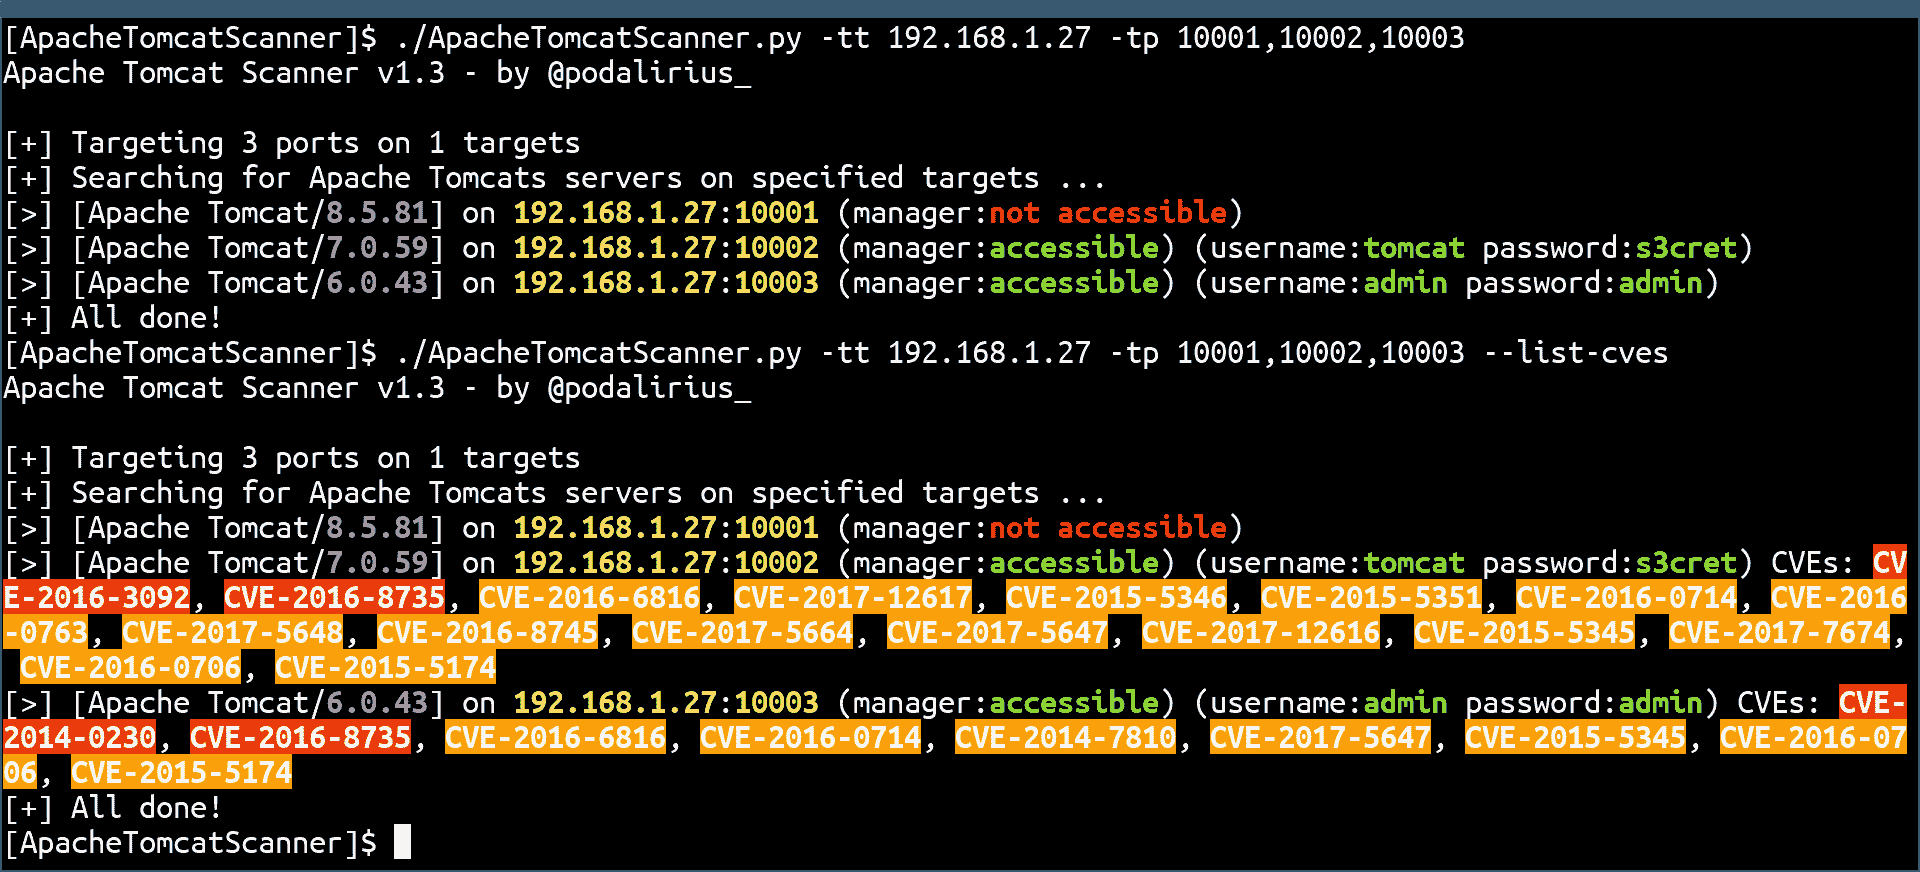 [ApacheTomcatScanner]$ ./ApacheTomcatScanner.py -tt 192.168.1.27 -tp 10001,10002,10003
Apache Tomcat Scanner v1.3 - by @podalirius_
[+] Targeting 3 ports on 1 targets
[+] Searching for Apache Tomcats servers on specified targets ...
[>] [Apache Tomcat/8.5.81] on 192.168.1.27:10001 (manager:not accessible)
[>] [Apache Tomcat/7.0.59] on 192.168.1.27:10002 (manager:accessible) (username:tomcat password:s3cret)
[>] [Apache Tomcat/6.0.43] on 192.168.1.27:10003 (manager:accessible) (username:admin password:admin)
[+] All done!
[ApacheTomcatScanner]$ ./ApacheTomcatScanner.py -tt 192.168.1.27 -tp 10001,10002,10003 --list-cves
Apache Tomcat Scanner v1.3 - by @podalirius_
[+] Targeting 3 ports on 1 targets
[+] Searching for Apache Tomcats servers on specified targets ...
[>] [Apache Tomcat/8.5.81] on 192.168.1.27:10001 (manager:not accessible)
[>] [Apache Tomcat/7.0.59] on 192.168.1.27:10002 (manager:accessible) (username:tomcat password:s3cret) CVEs: CV
E-2016-3092, CVE-2016-8735, CVE-2016-6816, CVE-2017-12617, CVE-2015-5346, CVE-2015-5351, CVE-2016-0714, CVE-2016
-0763, CVE-2017-5648, CVE-2016-8745, CVE-2017-5664, CVE-2017-5647, CVE-2017-12616, CVE-2015-5345, CVE-2017-7674,
CVE-2016-0706, CVE-2015-5174
[>] [Apache Tomcat/6.0.43] on 192.168.1.27:10003 (manager:accessible) (username:admin password:admin) CVEs: CVE-
2014-0230, CVE-2016-8735, CVE-2016-6816, CVE-2016-0714, CVE-2014-7810, CVE-2017-5647, CVE-2015-5345, CVE-2016-07
06, CVE-2015-5174
[+] All done!
[ApacheTomcatScanner]$